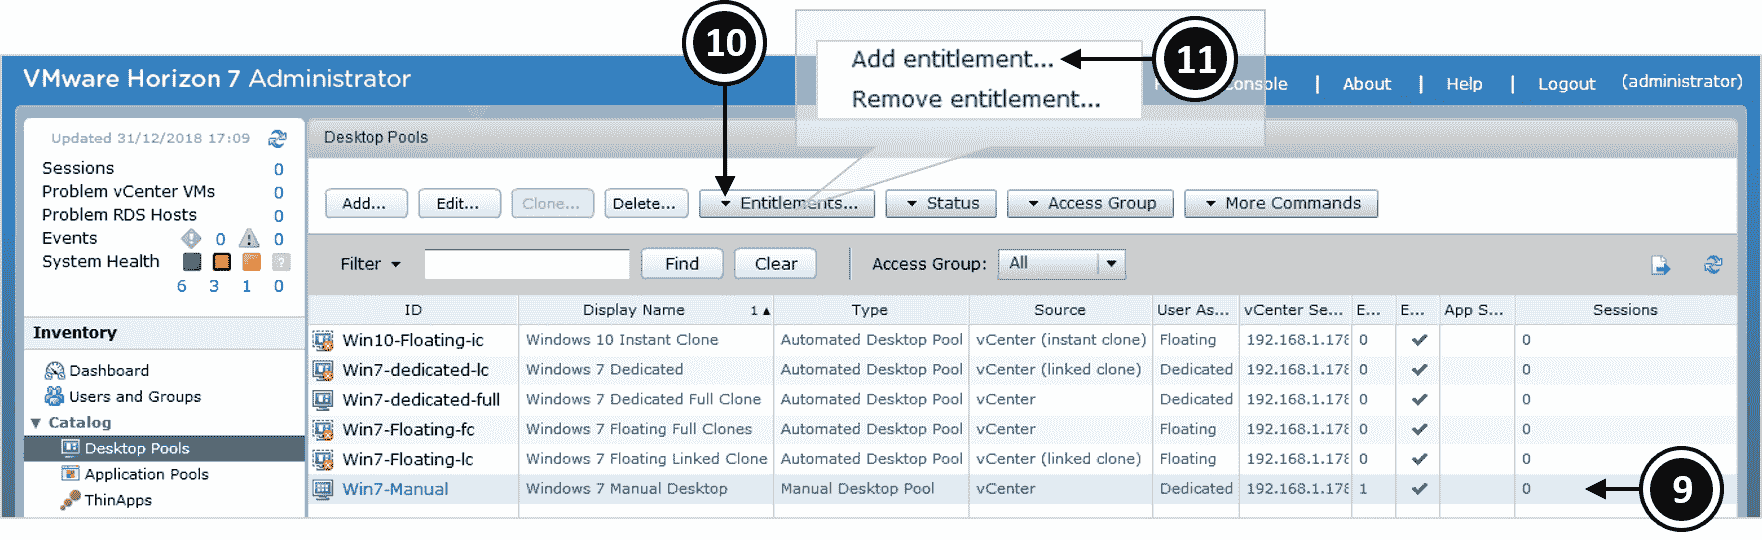 10
Add entitlement...
11
Remove entitlement...
VMware Horizon 7 Administrator
onsole | About | Help | Logout (administrator)
Updated 31/12/2018 17:09
Desktop Pools
Sessions 0
Problem vCenter VMs 0
Problem RDS Hosts 0
Events 0 0
System Health ?
6 3 1 0
Add... Edit... Clone... Delete... Entitlements... Status Access Group More Commands
Filter Find Clear Access Group: All
Inventory
Dashboard
Users and Groups
Catalog
Desktop Pools
Application Pools
ThinApps
ID Display Name 1 Type Source User As... vCenter Se... E... E... App S... Sessions
Win10-Floating-ic Windows 10 Instant Clone Automated Desktop Pool vCenter (instant clone) Floating 192.168.1.178 0 0
Win7-dedicated-lc Windows 7 Dedicated Automated Desktop Pool vCenter (linked clone) Dedicated 192.168.1.178 0 0
Win7-dedicated-full Windows 7 Dedicated Full Clone Automated Desktop Pool vCenter Dedicated 192.168.1.178 0 0
Win7-Floating-fc Windows 7 Floating Full Clones Automated Desktop Pool vCenter Floating 192.168.1.178 0 0
Win7-Floating-lc Windows 7 Floating Linked Clone Automated Desktop Pool vCenter (linked clone) Floating 192.168.1.178 0 0
Win7-Manual Windows 7 Manual Desktop Manual Desktop Pool vCenter Dedicated 192.168.1.178 1 0
9